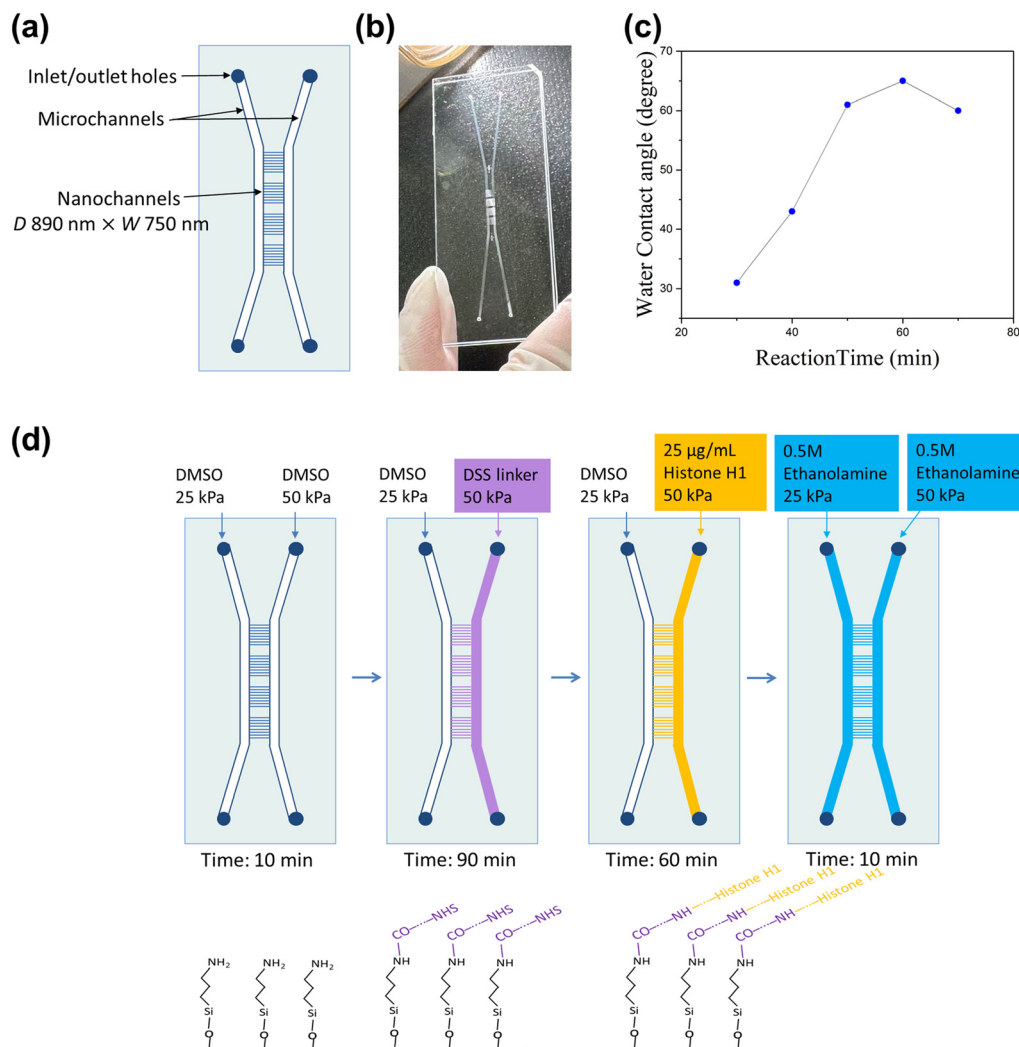 (a)
Inlet/outlet holes
Microchannels
Nanochannels
D 890 nm × W 750 nm
(b)
(c)
Water Contact angle (degree)
70
60
50
40
30
20
40
60
80
ReactionTime (min)
(d)
DMSO
25 kPa
DMSO
50 kPa
DMSO
25 kPa
DSS linker
50 kPa
DMSO
25 kPa
25 µg/mL
Histone H1
50 kPa
0.5M
Ethanolamine
25 kPa
0.5M
Ethanolamine
50 kPa
Time: 10 min
Time: 90 min
Time: 60 min
Time: 10 min
NH2
NH2
NH2
Si
Si
Si
O
O
O
CO----NHS
CO----NHS
CO----NHS
NH
NH
NH
Si
Si
Si
O
O
O
CO----NH----Histone H1
CO----NH----Histone H1
CO----NH----Histone H1
NH
NH
NH
Si
Si
Si
O
O
O